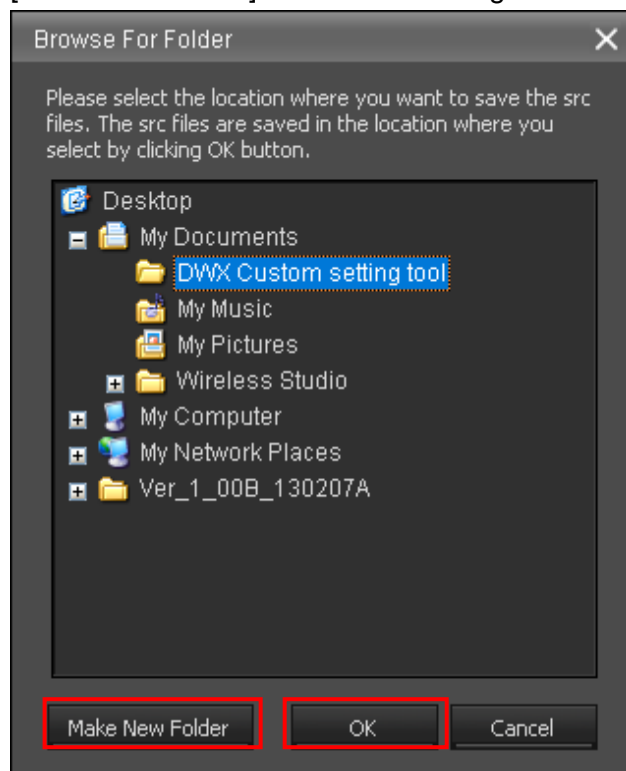 Browse For Folder
Please select the location where you want to save the src
files. The src files are saved in the location where you
select by clicking OK button.
Desktop
My Documents
DWX Custom setting tool
My Music
My Pictures
Wireless Studio
My Computer
My Network Places
Ver_1_00B_130207A
Make New Folder OK Cancel